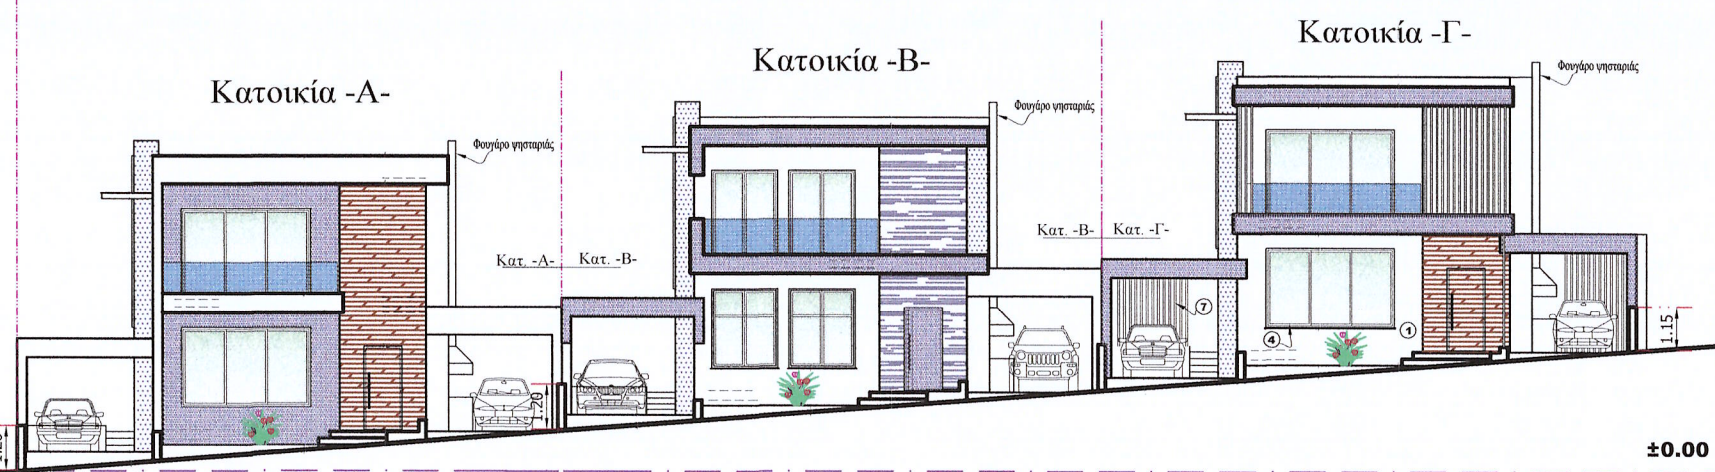 Κατοικία -Α-
Κατοικία -Β-
Κατοικία -Γ-
Φουγάρο ψησταριάς
Φουγάρο ψησταριάς
Φουγάρο ψησταριάς
Κατ. -Α- Κατ. -Β-
Κατ. -Β- Κατ. -Γ-
7
4
1
1.15
1.20
±0.00